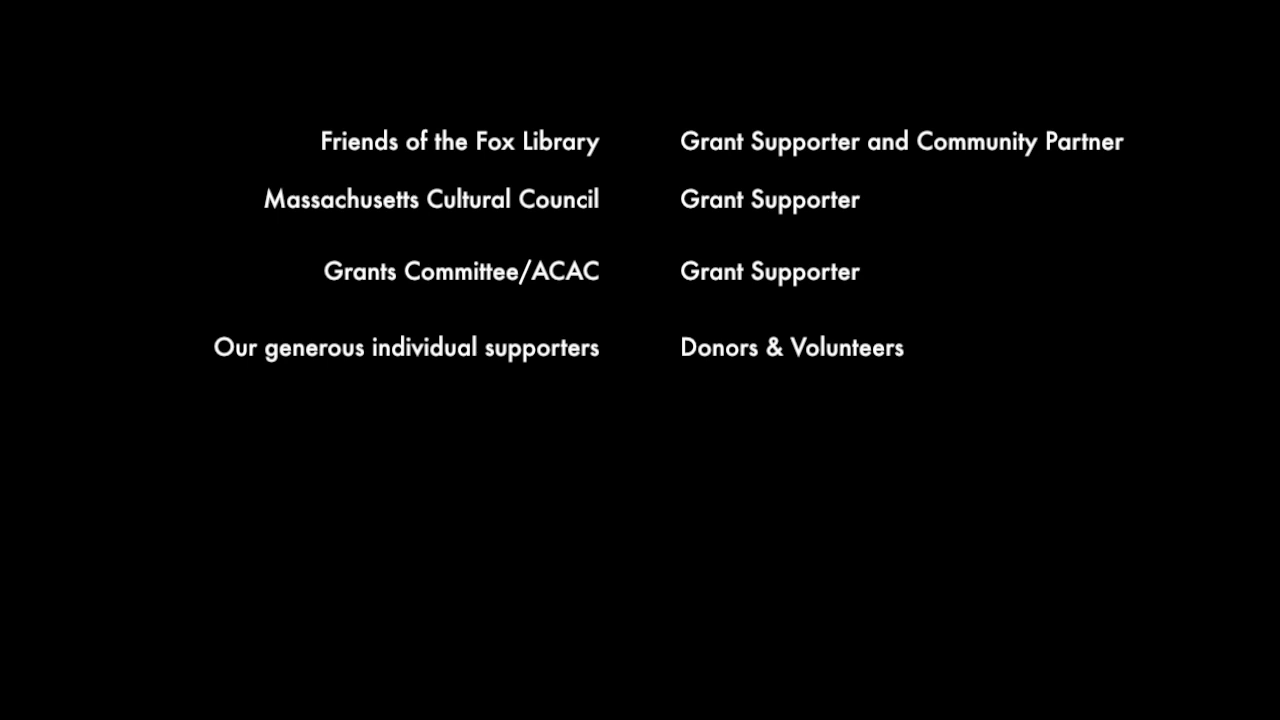 Friends of the Fox Library Grant Supporter and Community Partner
Massachusetts Cultural Council Grant Supporter
Grants Committee/ACAC Grant Supporter
Our generous individual supporters Donors & Volunteers